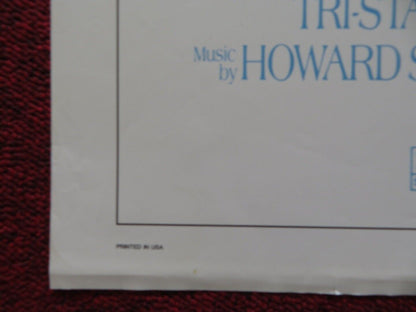 TRI-STA
Music
by HOWARD S
PRINTED IN USA